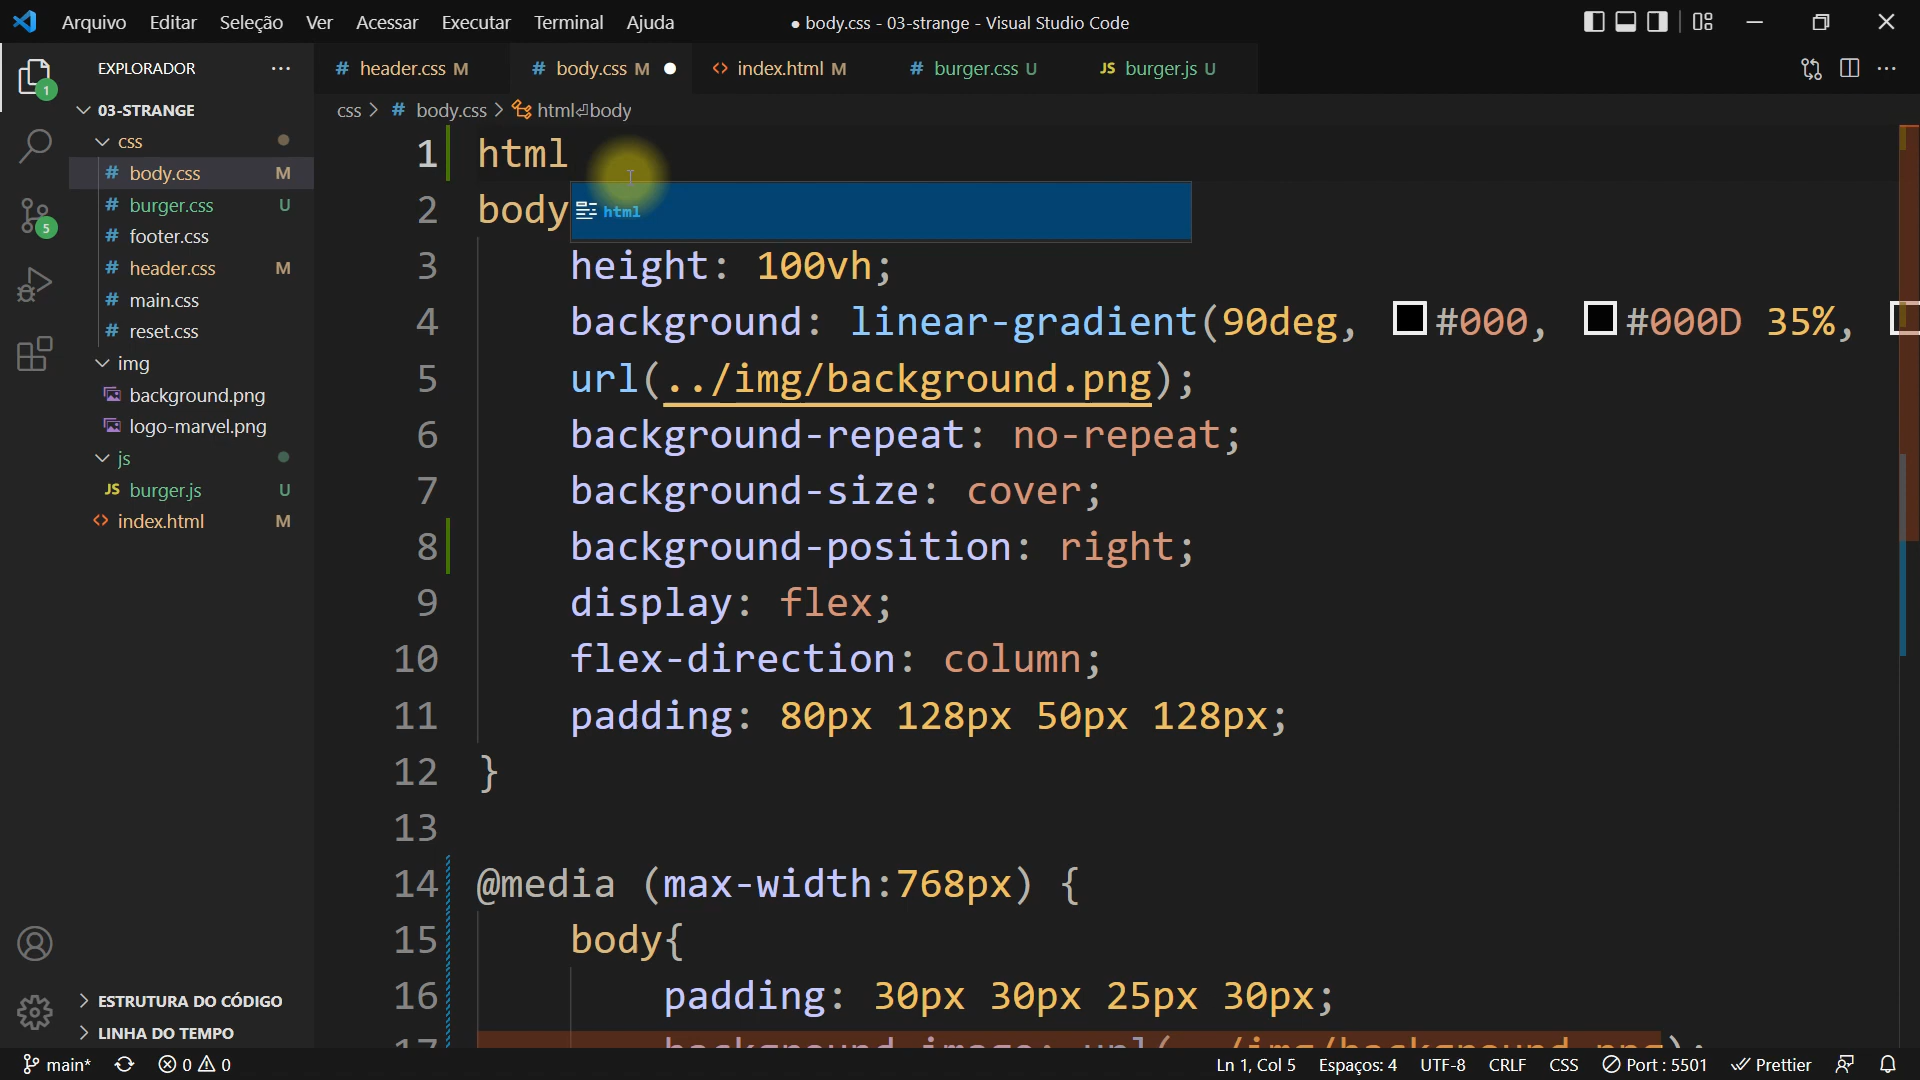 Arquivo Editar Seleção Ver Acessar Executar Terminal Ajuda
● body.css - 03-strange - Visual Studio Code
EXPLORADOR ···
1
5
03-STRANGE
css
# body.css M
# burger.css U
# footer.css
# header.css M
# main.css
# reset.css
img
background.png
logo-marvel.png
js
JS burger.js U
<> index.html M
ESTRUTURA DO CÓDIGO
LINHA DO TEMPO
# header.css M
# body.css M ●
<> index.html M
# burger.css U
JS burger.js U
css > # body.css > html⏎body
1 html
html
2 body
3 height: 100vh;
4 background: linear-gradient(90deg, #000, #000D 35%,
5 url(../img/background.png);
6 background-repeat: no-repeat;
7 background-size: cover;
8 background-position: right;
9 display: flex;
10 flex-direction: column;
11 padding: 80px 128px 50px 128px;
12 }
13
14 @media (max-width:768px) {
15 body{
16 padding: 30px 30px 25px 30px;
main* 0 0
Ln 1, Col 5 Espaços: 4 UTF-8 CRLF CSS Port : 5501 Prettier